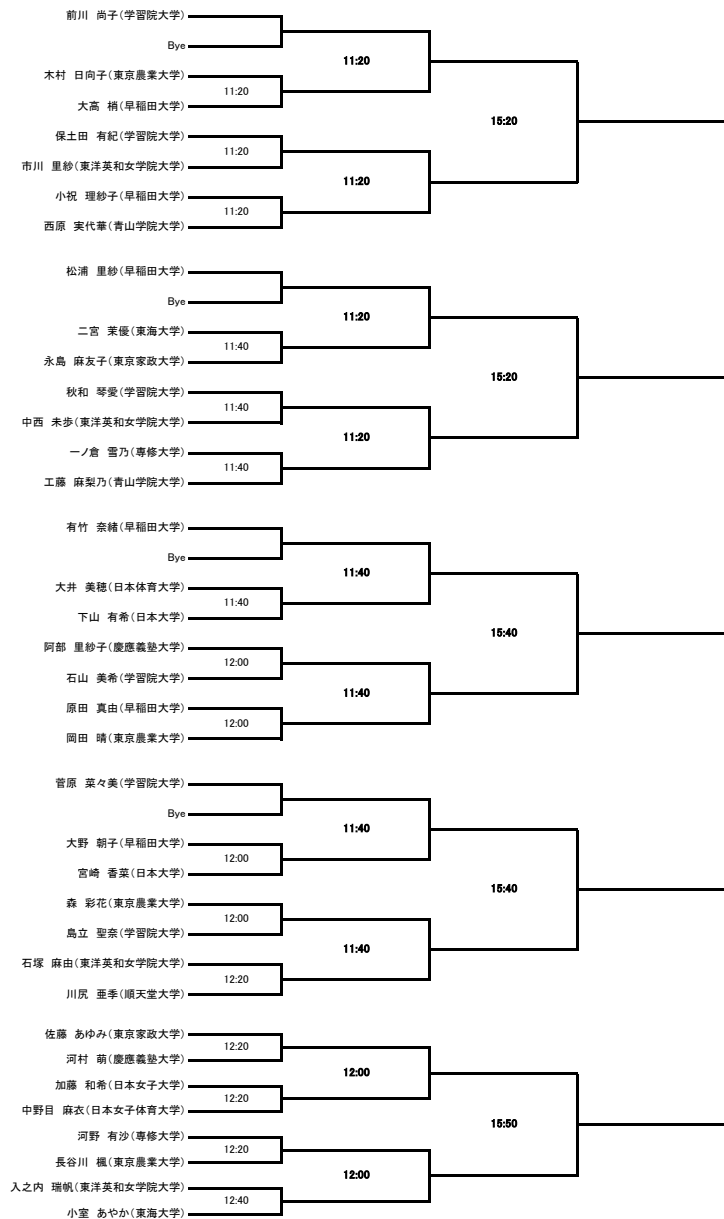 前川 尚子(学習院大学)
Bye
11:20
木村 日向子(東京農業大学)
11:20
大高 梢(早稲田大学)
15:20
保土田 有紀(学習院大学)
11:20
市川 里紗(東洋英和女学院大学)
11:20
小祝 理紗子(早稲田大学)
11:20
西原 実代華(青山学院大学)
松浦 里紗(早稲田大学)
Bye
11:20
二宮 茉優(東海大学)
11:40
永島 麻友子(東京家政大学)
15:20
秋和 琴愛(学習院大学)
11:40
中西 未歩(東洋英和女学院大学)
11:20
一ノ倉 雪乃(専修大学)
11:40
工藤 麻梨乃(青山学院大学)
有竹 奈緒(早稲田大学)
Bye
11:40
大井 美穂(日本体育大学)
11:40
下山 有希(日本大学)
15:40
阿部 里紗子(慶應義塾大学)
12:00
石山 美希(学習院大学)
11:40
原田 真由(早稲田大学)
12:00
岡田 晴(東京農業大学)
菅原 菜々美(学習院大学)
Bye
11:40
大野 朝子(早稲田大学)
12:00
宮崎 香菜(日本大学)
15:40
森 彩花(東京農業大学)
12:00
島立 聖奈(学習院大学)
11:40
石塚 麻由(東洋英和女学院大学)
12:20
川尻 亜季(順天堂大学)
佐藤 あゆみ(東京家政大学)
12:20
河村 萌(慶應義塾大学)
12:00
加藤 和希(日本女子大学)
12:20
中野目 麻衣(日本女子体育大学)
15:50
河野 有沙(専修大学)
12:20
長谷川 楓(東京農業大学)
12:00
入之内 瑞帆(東洋英和女学院大学)
12:40
小室 あやか(東海大学)